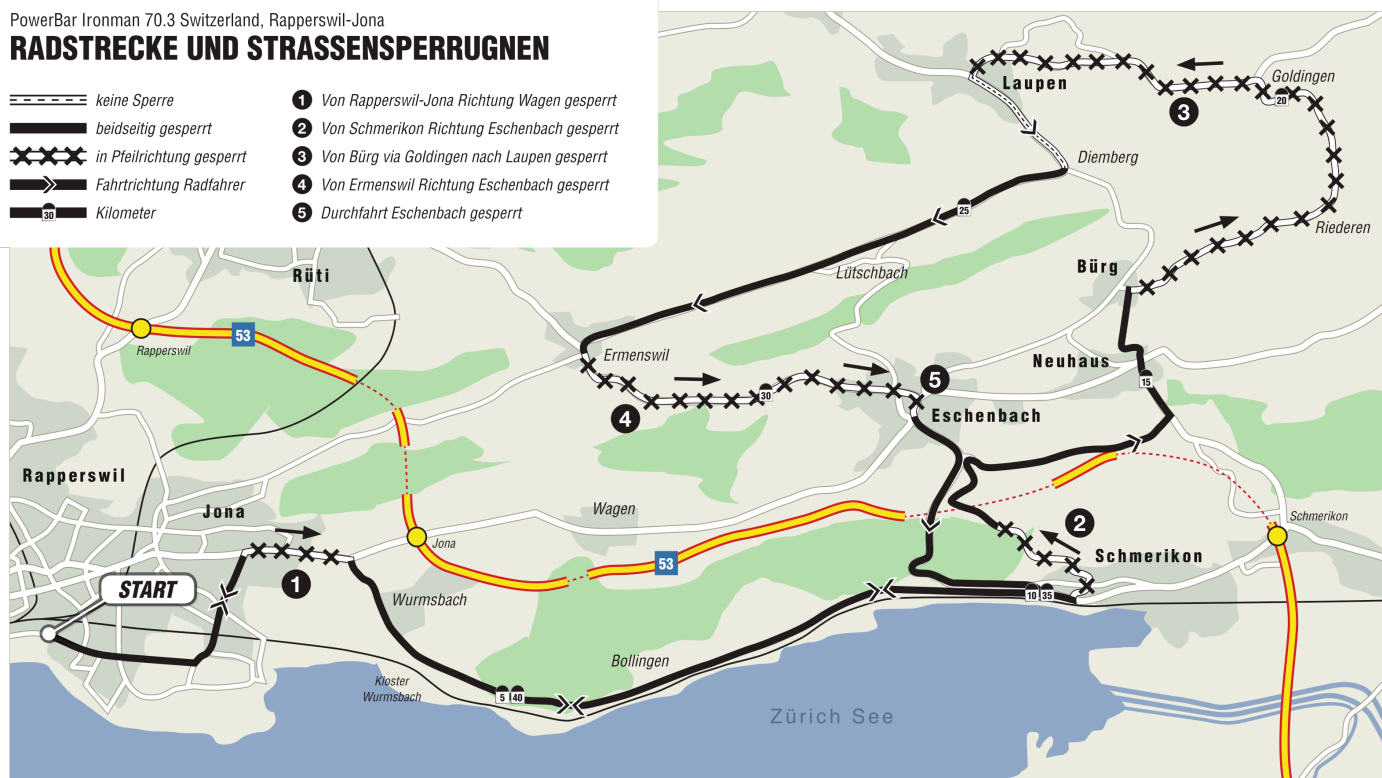 PowerBar Ironman 70.3 Switzerland, Rapperswil-Jona
RADSTRECKE UND STRASSENSPERRUGNEN
keine Sperre
beidseitig gesperrt
in Pfeilrichtung gesperrt
Fahrtrichtung Radfahrer
30 Kilometer
1 Von Rapperswil-Jona Richtung Wagen gesperrt
2 Von Schmerikon Richtung Eschenbach gesperrt
3 Von Bürg via Goldingen nach Laupen gesperrt
4 Von Ermenswil Richtung Eschenbach gesperrt
5 Durchfahrt Eschenbach gesperrt
Laupen
Goldingen
20
3
Diemberg
25
Riederen
Rüti
Lütschbach
Bürg
53
Rapperswil
Ermenswil
Neuhaus
15
5
30
4
Eschenbach
Rapperswil
Jona
Wagen
Schmerikon
2
Jona
53
Schmerikon
1
START
Wurmsbach
10 35
Bollingen
Kloster
Wurmsbach
5 40
Zürich See